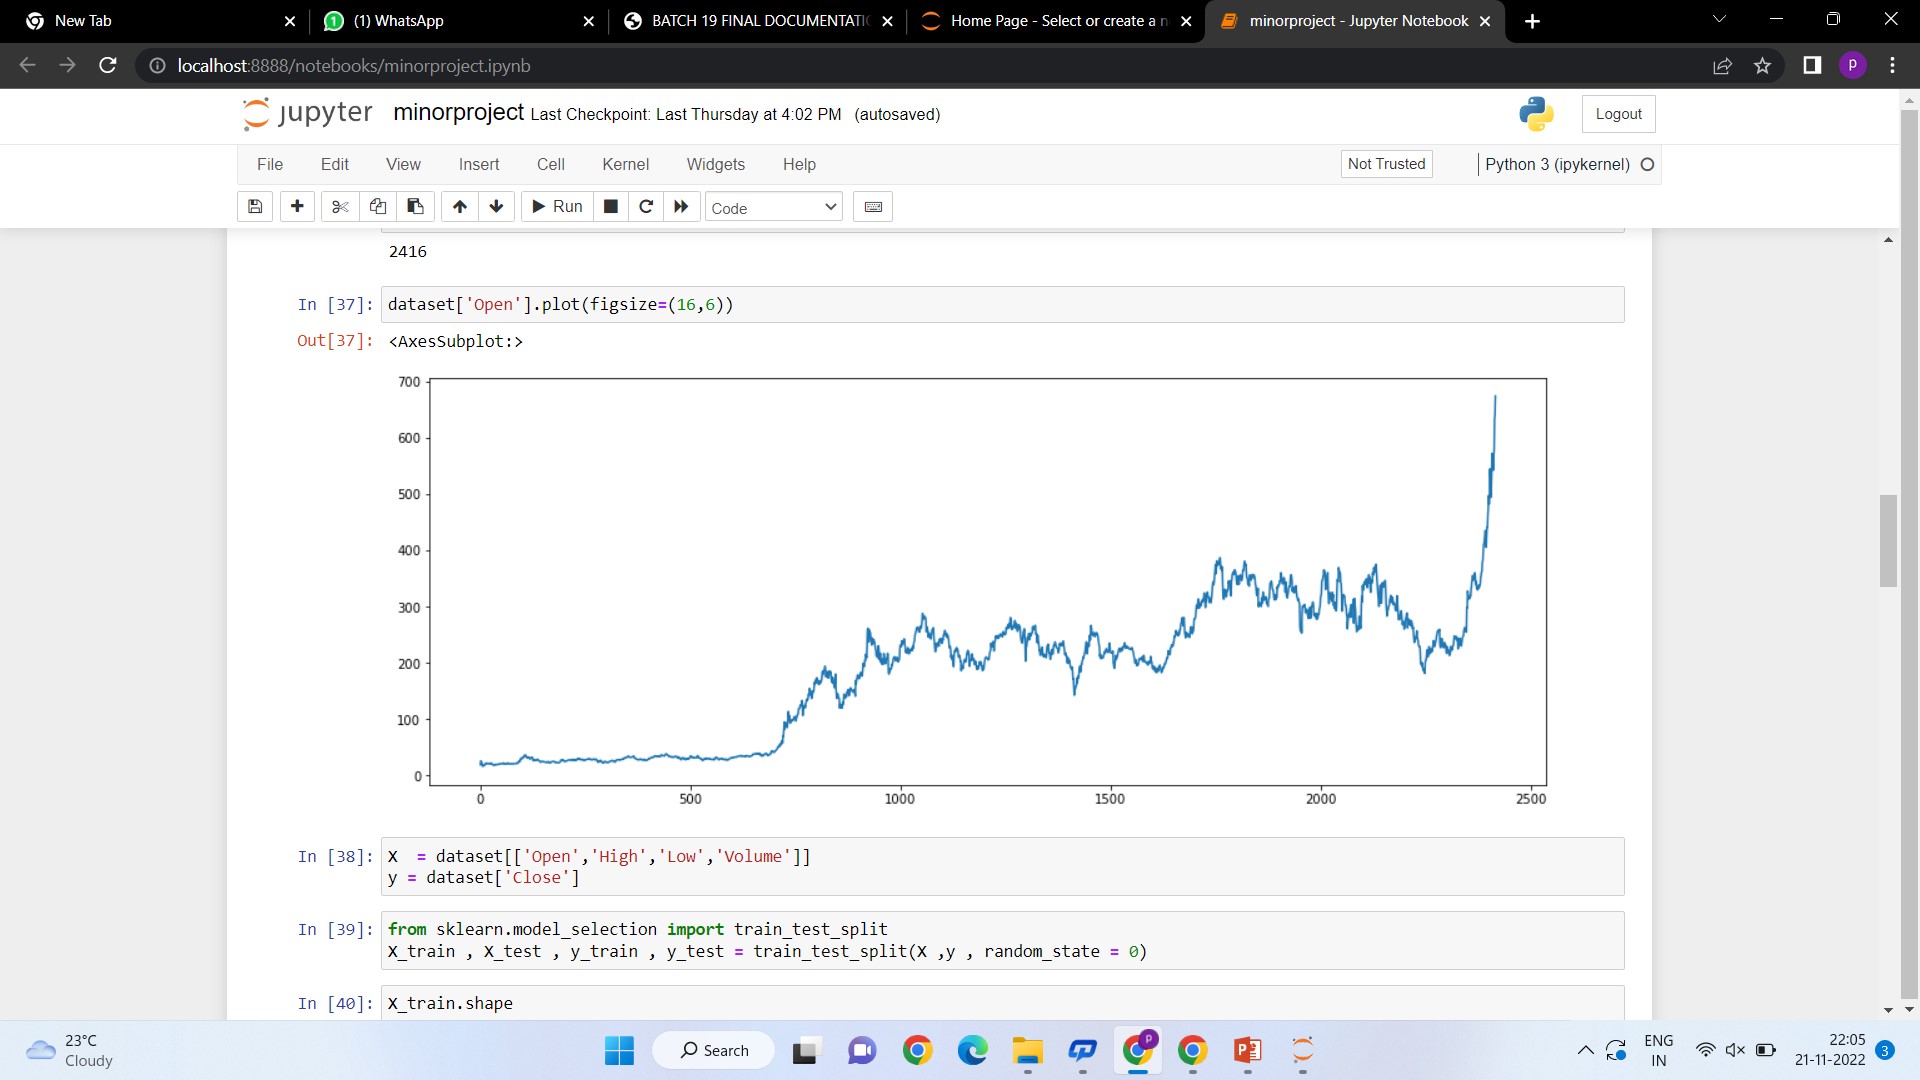 New Tab
(1) WhatsApp
BATCH 19 FINAL DOCUMENTATI
Home Page - Select or create a n
minorproject - Jupyter Notebook
localhost:8888/notebooks/minorproject.ipynb
P
jupyter
minorproject Last Checkpoint: Last Thursday at 4:02 PM (autosaved)
Logout
File Edit View Insert Cell Kernel Widgets Help
Not Trusted
Python 3 (ipykernel)
Run
Code
2416
In [37]: dataset['Open'].plot(figsize=(16,6))
Out[37]: <AxesSubplot:>
700
600
500
400
300
200
100
0
0 500 1000 1500 2000 2500
In [38]: X  = dataset[['Open','High','Low','Volume']]
y = dataset['Close']
In [39]: from sklearn.model_selection import train_test_split
X_train , X_test , y_train , y_test = train_test_split(X ,y , random_state = 0)
In [40]: X_train.shape
23°C
Cloudy
Search
ENG
IN
22:05
21-11-2022
3